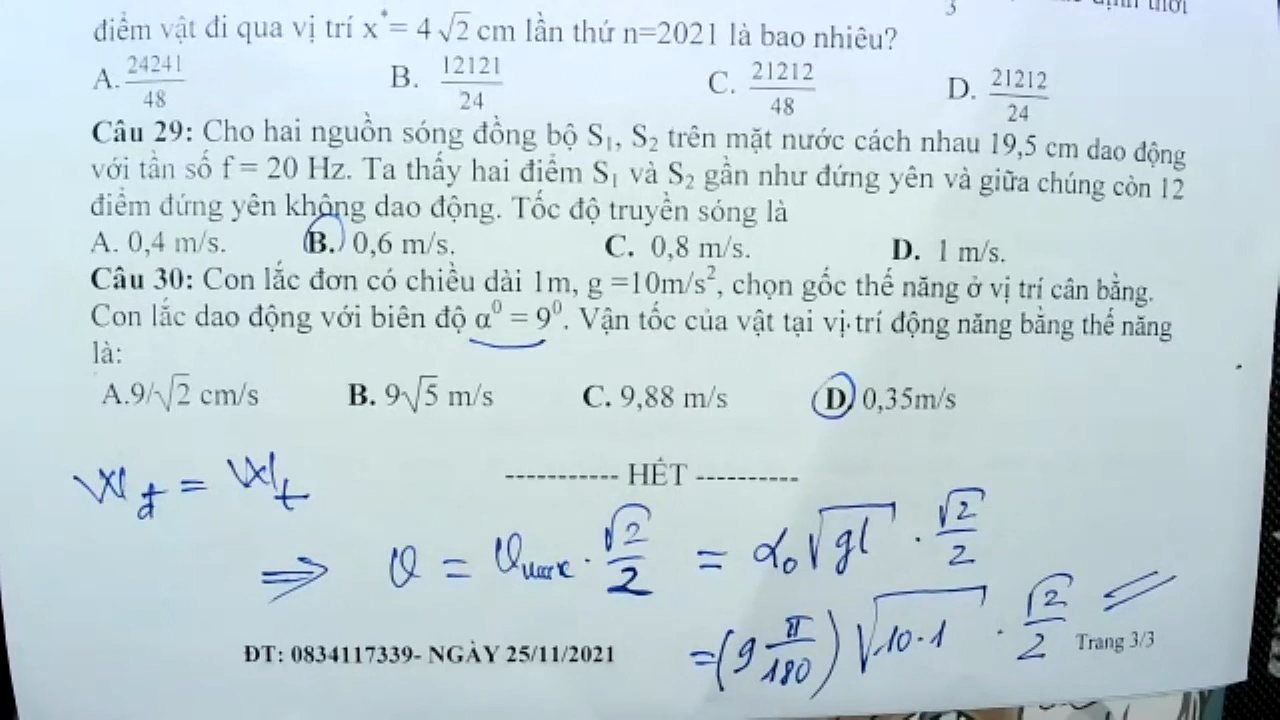 3
điểm vật đi qua vị trí x* = 4√2 cm lần thứ n=2021 là bao nhiêu?
A. 24241/48 B. 12121/24 C. 21212/48 D. 21212/24
Câu 29: Cho hai nguồn sóng đồng bộ S₁, S₂ trên mặt nước cách nhau 19,5 cm dao động
với tần số f = 20 Hz. Ta thấy hai điểm S₁ và S₂ gần như đứng yên và giữa chúng còn 12
điểm đứng yên không dao động. Tốc độ truyền sóng là
A. 0,4 m/s. B. 0,6 m/s. C. 0,8 m/s. D. 1 m/s.
Câu 30: Con lắc đơn có chiều dài 1m, g =10m/s², chọn gốc thế năng ở vị trí cân bằng.
Con lắc dao động với biên độ α⁰ = 9⁰. Vận tốc của vật tại vị trí động năng bằng thế năng
là:
A.9/√2 cm/s B. 9√5 m/s C. 9,88 m/s D. 0,35m/s
Wđ = Wt
----------- HẾT ----------
⇒ v = vmax · √2/2 = α₀√gl · √2/2
= (9 π/180) √10·1 · √2/2
ĐT: 0834117339- NGÀY 25/11/2021
Trang 3/3